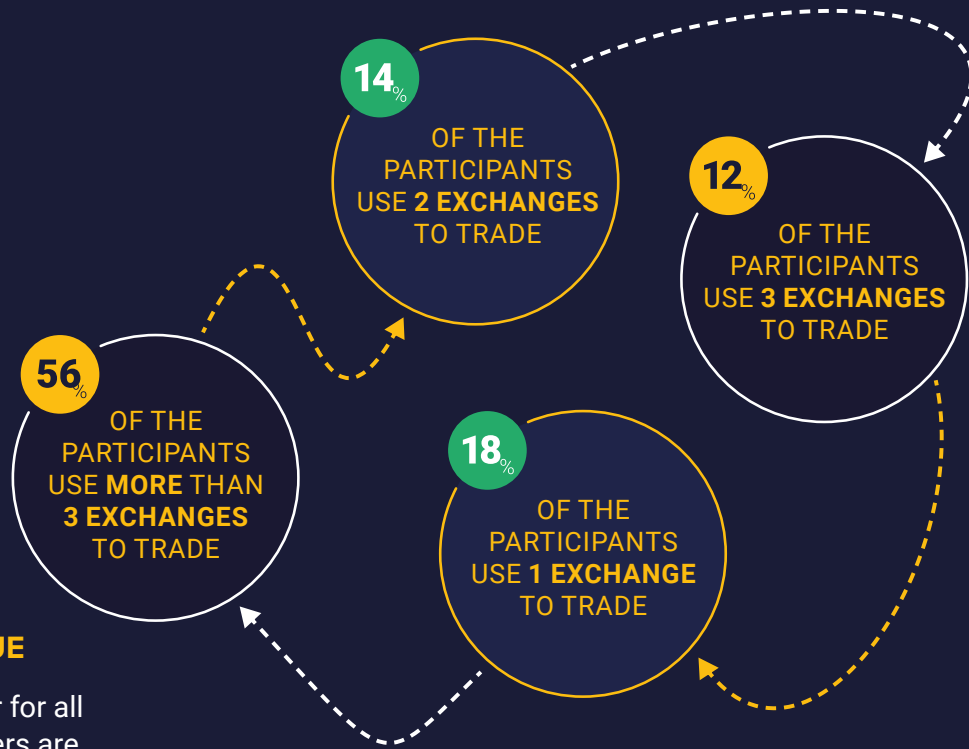 14%
OF THE
PARTICIPANTS
USE 2 EXCHANGES
TO TRADE
12%
OF THE
PARTICIPANTS
USE 3 EXCHANGES
TO TRADE
56%
OF THE
PARTICIPANTS
USE MORE THAN
3 EXCHANGES
TO TRADE
18%
OF THE
PARTICIPANTS
USE 1 EXCHANGE
TO TRADE
for all
are